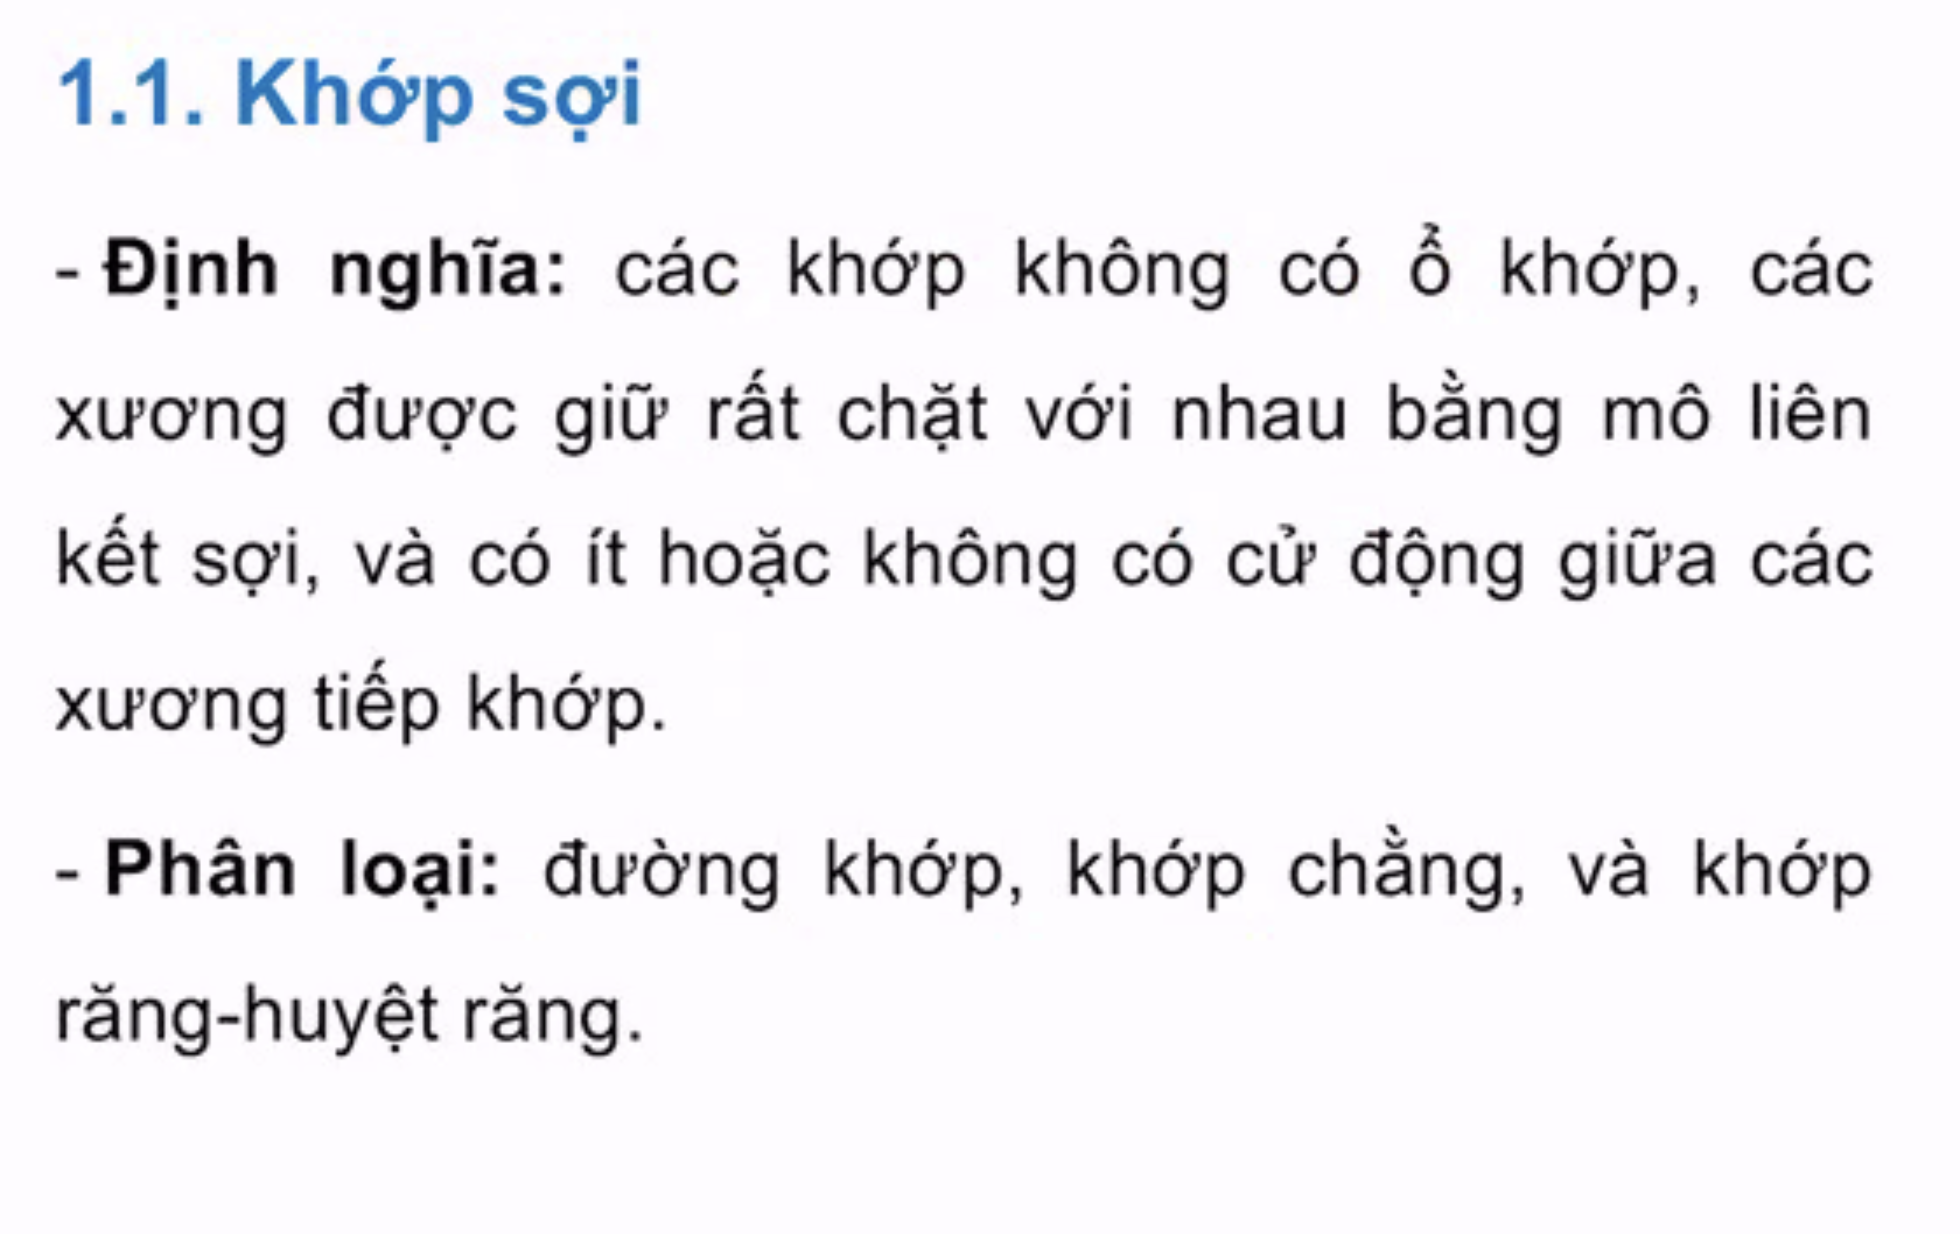 1.1. Khớp sợi
- Định nghĩa: các khớp không có ổ khớp, các
xương được giữ rất chặt với nhau bằng mô liên
kết sợi, và có ít hoặc không có cử động giữa các
xương tiếp khớp.
- Phân loại: đường khớp, khớp chằng, và khớp
răng-huyệt răng.